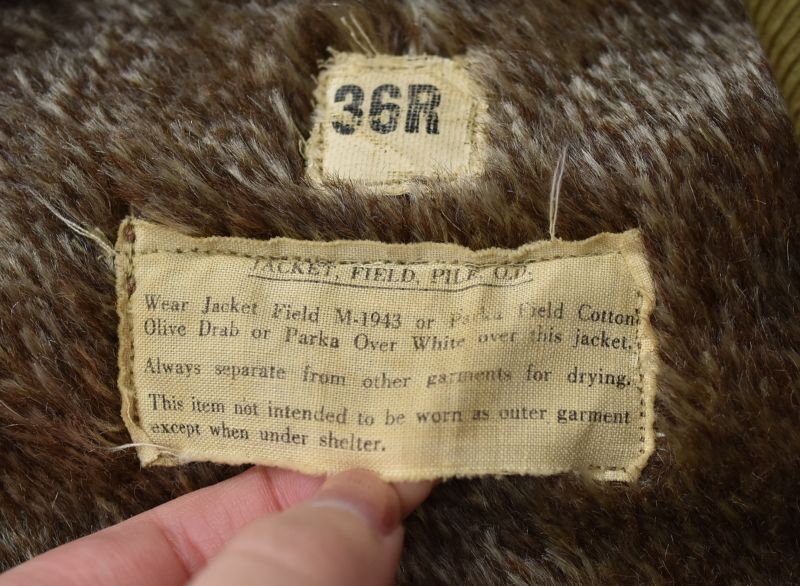 36R
JACKET, FIELD, PILE, O.D.
Wear Jacket Field M-1943 or Parka Field Cotton
Olive Drab or Parka Over White over this jacket.
Always separate from other garments for drying.
This item not intended to be worn as outer garment
except when under shelter.